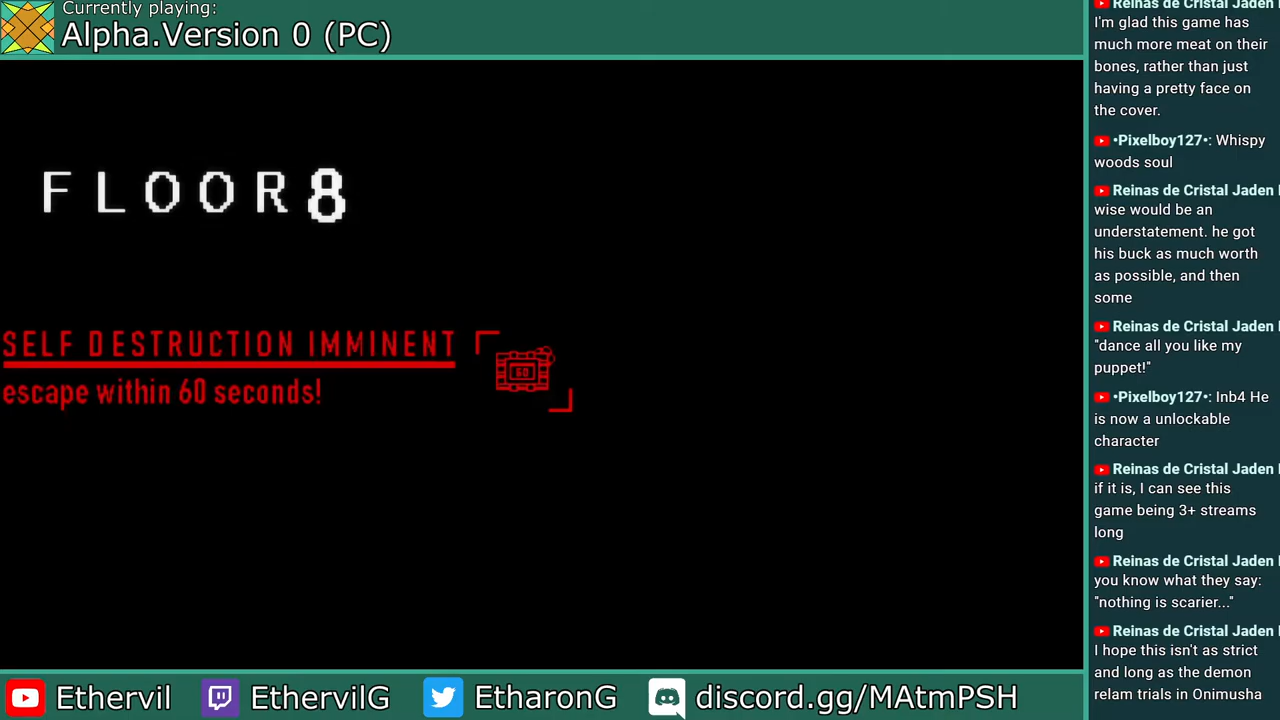 Currently playing:
Alpha.Version 0 (PC)
FLOOR 8
SELF DESTRUCTION IMMINENT
escape within 60 seconds!
60
Reinas de Cristal Jaden
I'm glad this game has
much more meat on their
bones, rather than just
having a pretty face on
the cover.
•Pixelboy127•: Whispy
woods soul
Reinas de Cristal Jaden
wise would be an
understatement. he got
his buck as much worth
as possible, and then
some
Reinas de Cristal Jaden
"dance all you like my
puppet!"
•Pixelboy127•: Inb4 He
is now a unlockable
character
Reinas de Cristal Jaden
if it is, I can see this
game being 3+ streams
long
Reinas de Cristal Jaden
you know what they say:
"nothing is scarier..."
Reinas de Cristal Jaden
I hope this isn't as strict
and long as the demon
relam trials in Onimusha
Ethervil
EthervilG
EtharonG
discord.gg/MAtmPSH